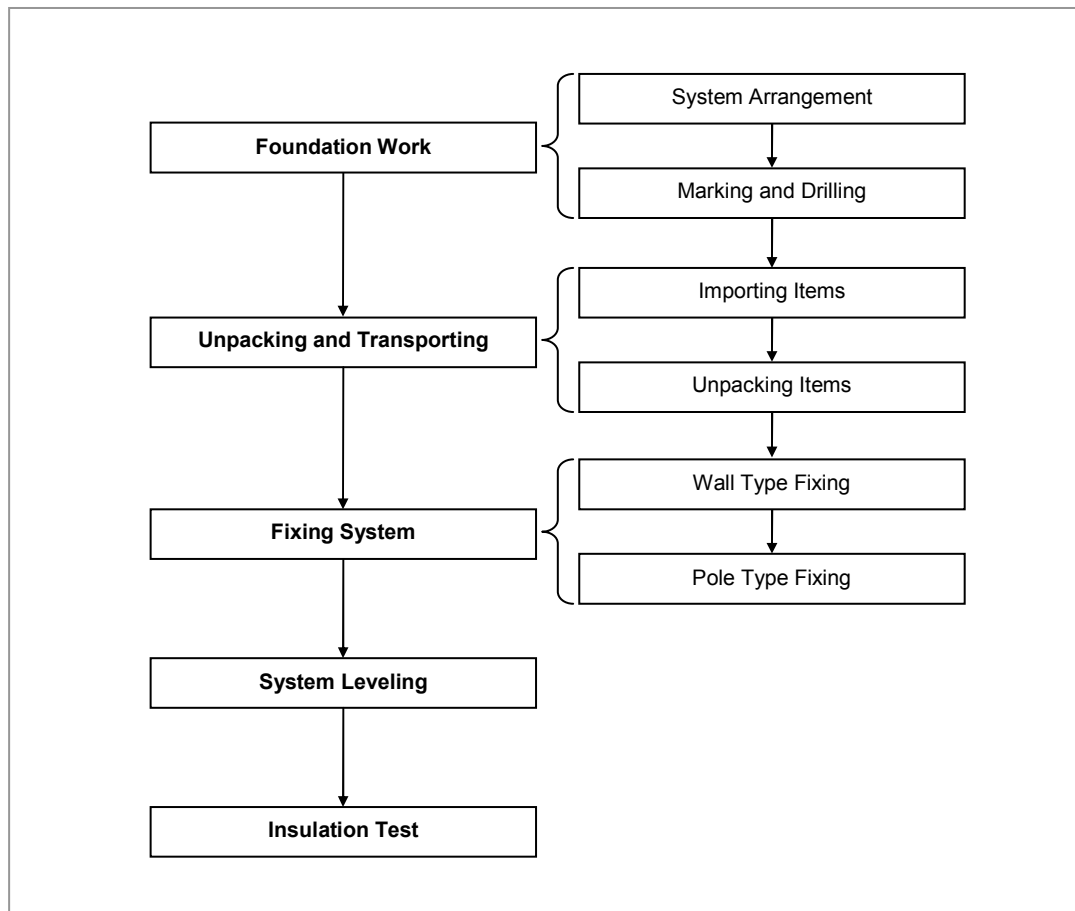 System Arrangement
Foundation Work
Marking and Drilling
Importing Items
Unpacking and Transporting
Unpacking Items
Wall Type Fixing
Fixing System
Pole Type Fixing
System Leveling
Insulation Test